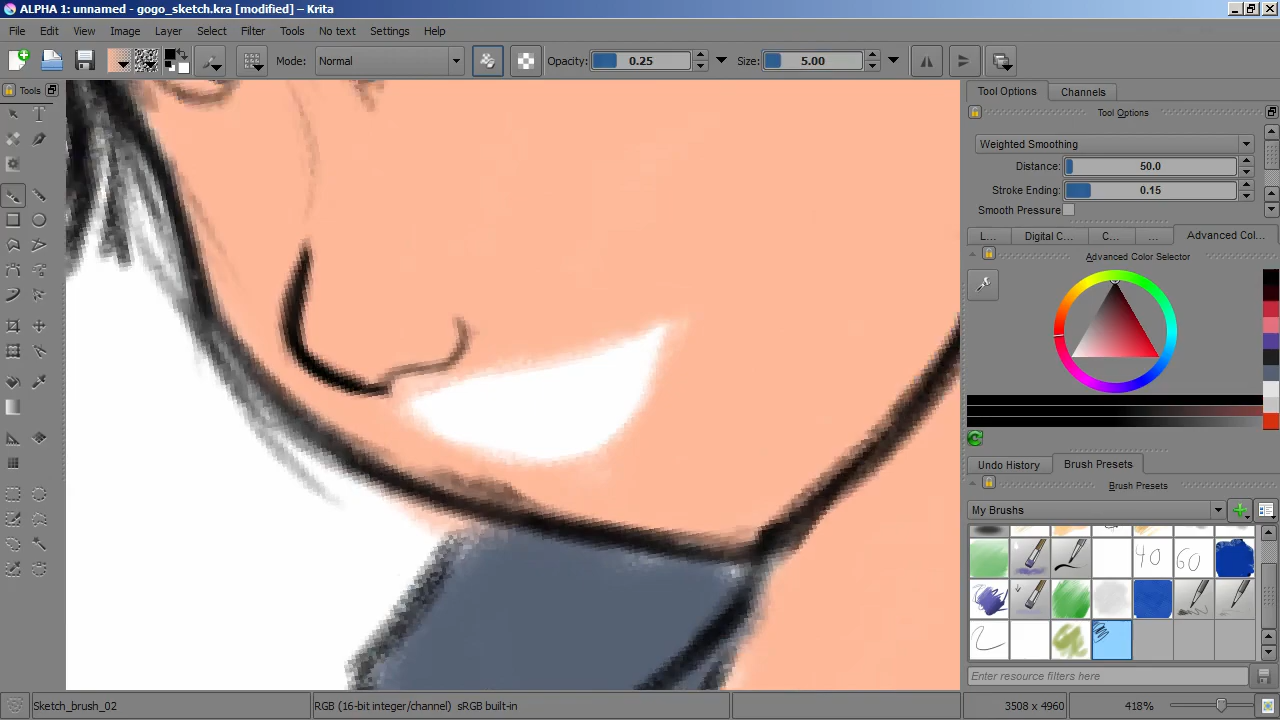 ALPHA 1: unnamed - gogo_sketch.kra [modified] – Krita
File Edit View Image Layer Select Filter Tools No text Settings Help
Mode: Normal Opacity: 0.25 Size: 5.00
Tools
Tool Options Channels
Tool Options
Weighted Smoothing
Distance: 50.0
Stroke Ending: 0.15
Smooth Pressure
L... Digital C... C... ... Advanced Col...
Advanced Color Selector
Undo History Brush Presets
Brush Presets
My Brushes
40 60
Enter resource filters here
Sketch_brush_02 RGB (16-bit integer/channel) sRGB built-in 3508 x 4960 418%